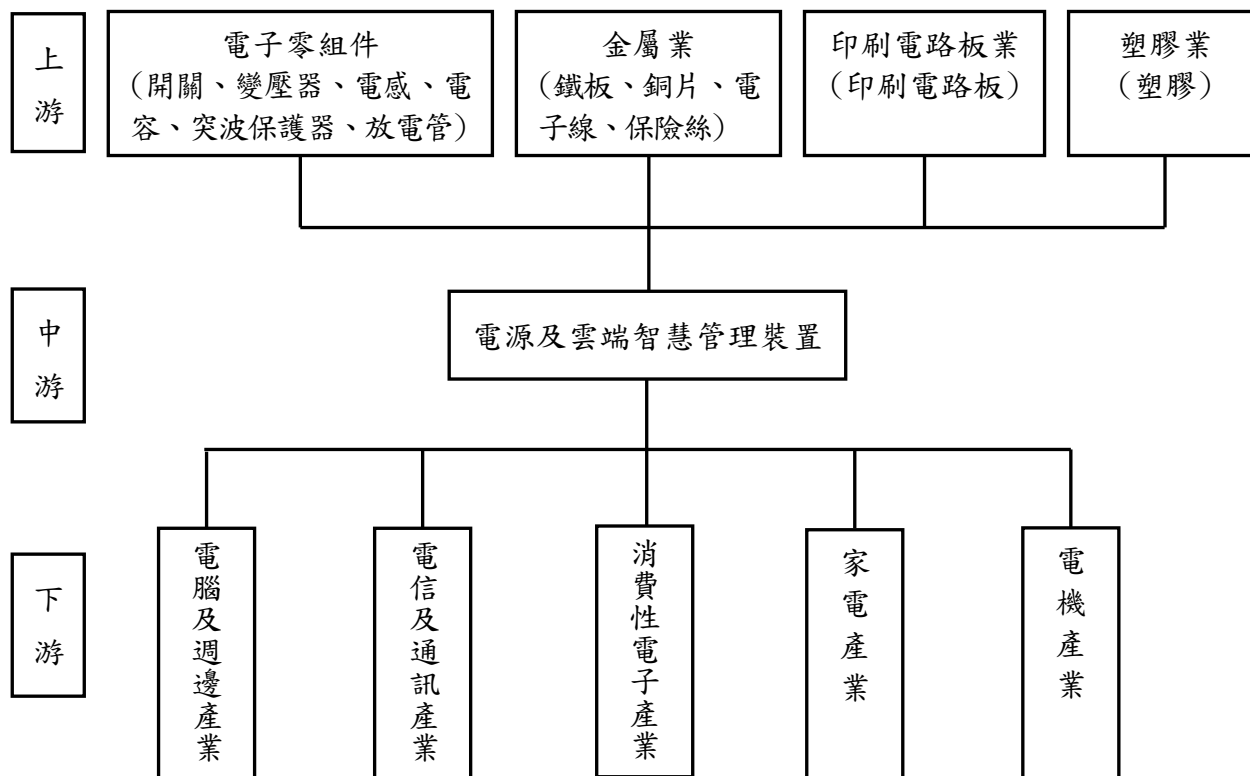 上游
電子零組件
(開關、變壓器、電感、電
容、突波保護器、放電管)
金屬業
(鐵板、銅片、電
子線、保險絲)
印刷電路板業
(印刷電路板)
塑膠業
(塑膠)
中游
電源及雲端智慧管理裝置
下游
電腦及週邊產業
電信及通訊產業
消費性電子產業
家電產業
電機產業